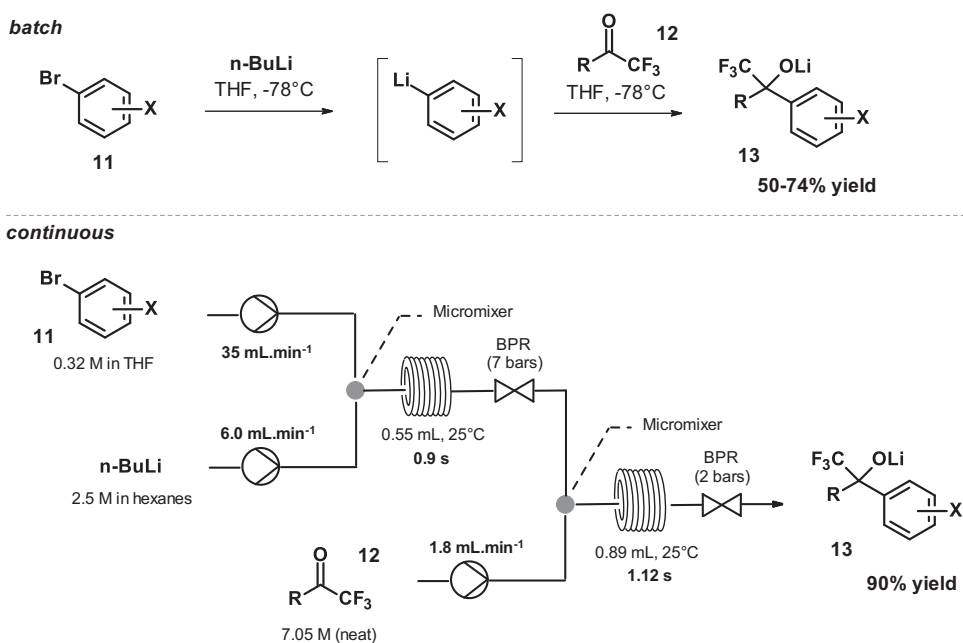 batch
Br
X
11
n-BuLi
THF, -78°C
Li
X
O
R
CF₃
12
THF, -78°C
F₃C
OLi
R
X
13
50-74% yield
continuous
Br
X
11
0.32 M in THF
35 mL.min⁻¹
Micromixer
BPR
(7 bars)
0.55 mL, 25°C
0.9 s
n-BuLi
2.5 M in hexanes
6.0 mL.min⁻¹
Micromixer
BPR
(2 bars)
0.89 mL, 25°C
1.12 s
O
R
CF₃
12
7.05 M (neat)
1.8 mL.min⁻¹
F₃C
OLi
R
X
13
90% yield